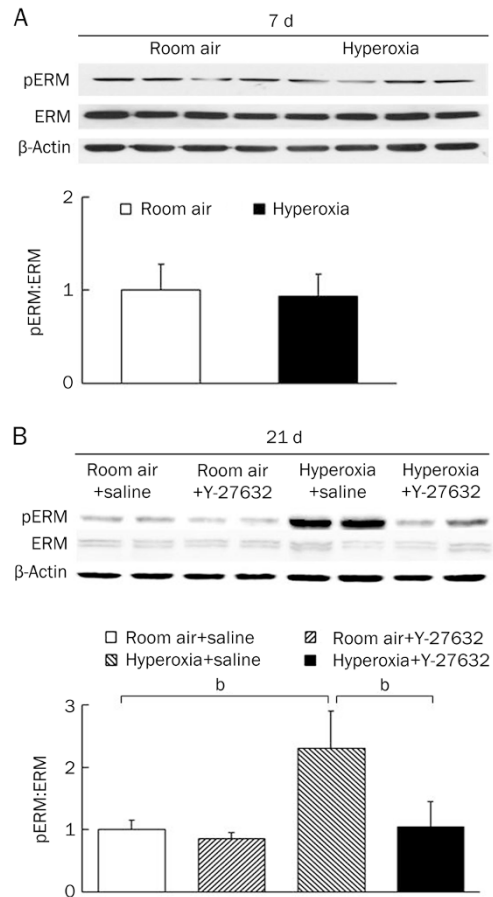 A
7 d
Room air Hyperoxia
pERM
ERM
β-Actin
2
1
0
pERM:ERM
Room air Hyperoxia
B
21 d
Room air Room air Hyperoxia Hyperoxia
+saline +Y-27632 +saline +Y-27632
pERM
ERM
β-Actin
Room air+saline Room air+Y-27632
Hyperoxia+saline Hyperoxia+Y-27632
b b
3
2
1
0
pERM:ERM